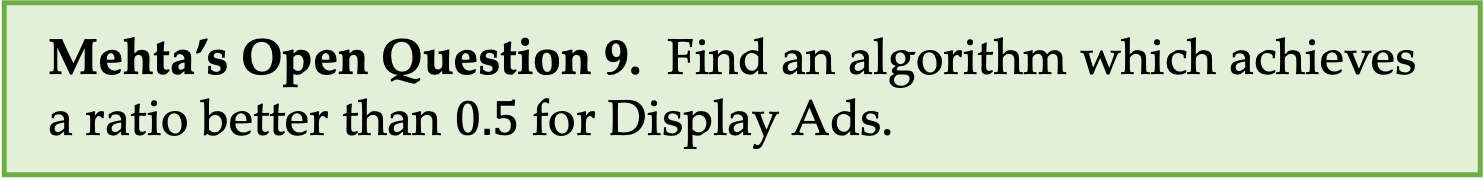 Mehta’s Open Question 9. Find an algorithm which achieves
a ratio better than 0.5 for Display Ads.